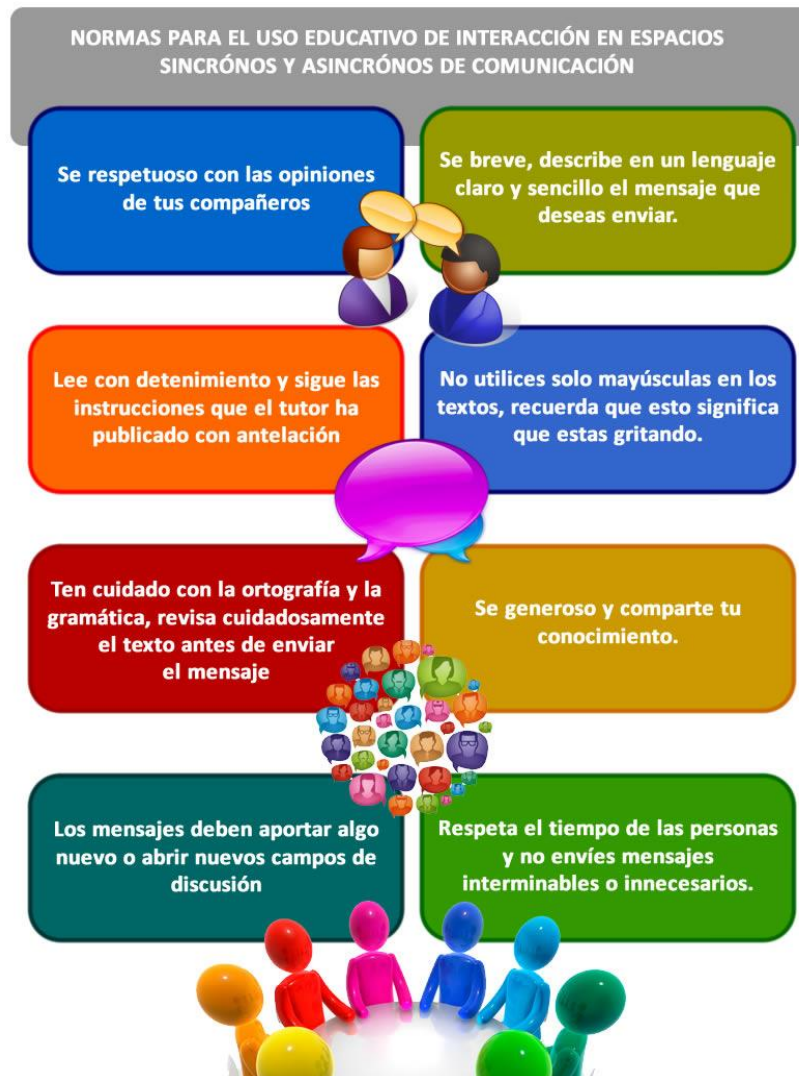 NORMAS PARA EL USO EDUCATIVO DE INTERACCIÓN EN ESPACIOS
SINCRÓNOS Y ASINCRÓNOS DE COMUNICACIÓN
Se respetuoso con las opiniones
de tus compañeros
Se breve, describe en un lenguaje
claro y sencillo el mensaje que
deseas enviar.
Lee con detenimiento y sigue las
instrucciones que el tutor ha
publicado con antelación
No utilices solo mayúsculas en los
textos, recuerda que esto significa
que estas gritando.
Ten cuidado con la ortografía y la
gramática, revisa cuidadosamente
el texto antes de enviar
el mensaje
Se generoso y comparte tu
conocimiento.
Los mensajes deben aportar algo
nuevo o abrir nuevos campos de
discusión
Respeta el tiempo de las personas
y no envíes mensajes
interminables o innecesarios.